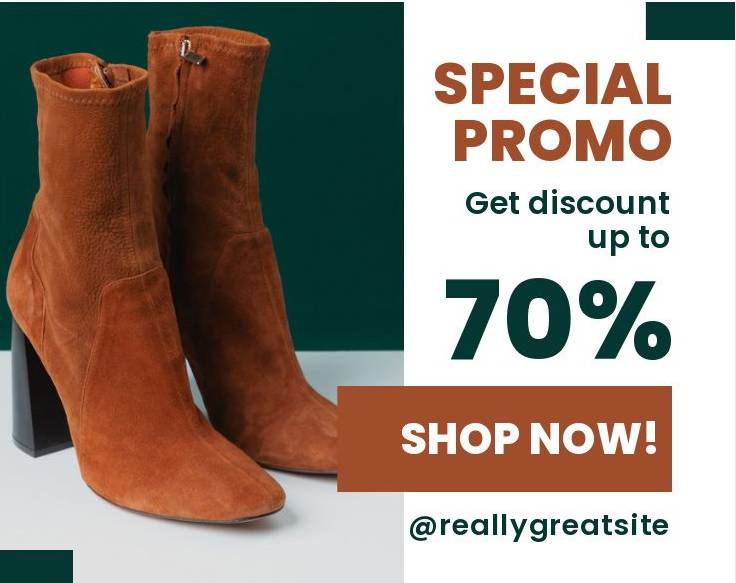 SPECIAL
PROMO
Get discount
up to
70%
SHOP NOW!
@reallygreatsite